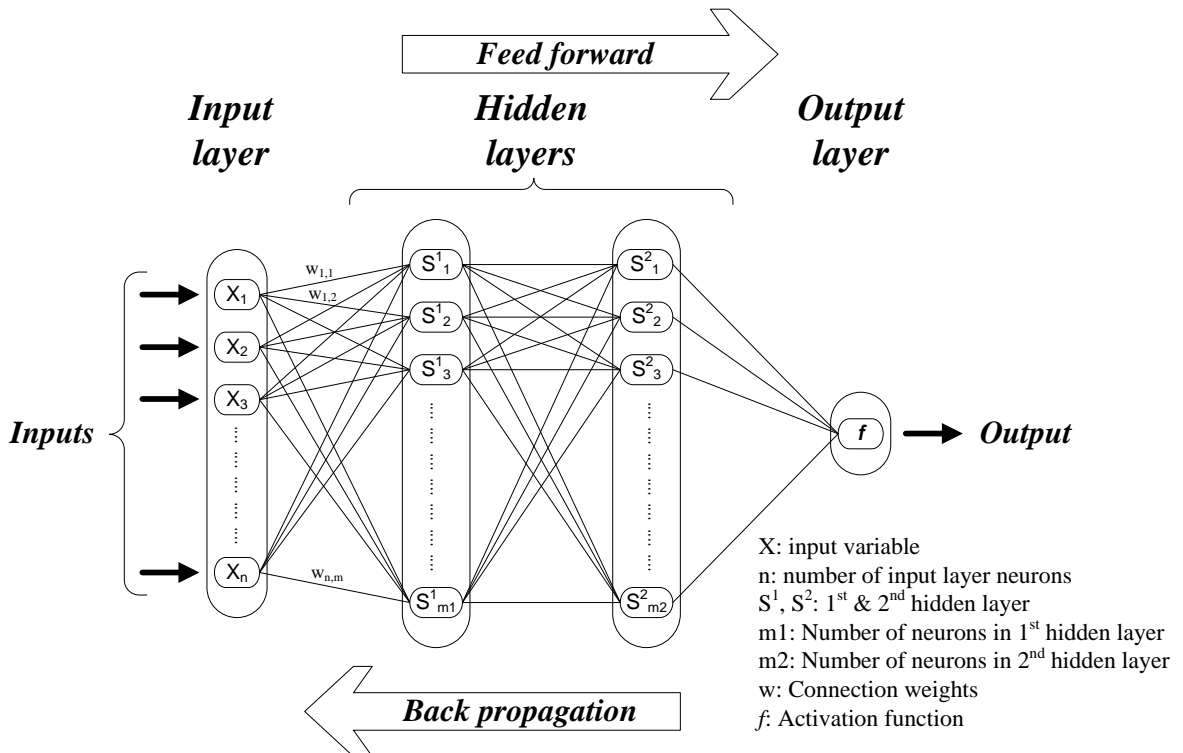 Feed forward
Input
layer
Hidden
layers
Output
layer
w1,1
w1,2
X1
X2
X3
Xn
wn,m
S¹1
S¹2
S¹3
S¹m1
S²1
S²2
S²3
S²m2
Inputs
f
Output
X: input variable
n: number of input layer neurons
S¹, S²: 1st & 2nd hidden layer
m1: Number of neurons in 1st hidden layer
m2: Number of neurons in 2nd hidden layer
w: Connection weights
f: Activation function
Back propagation